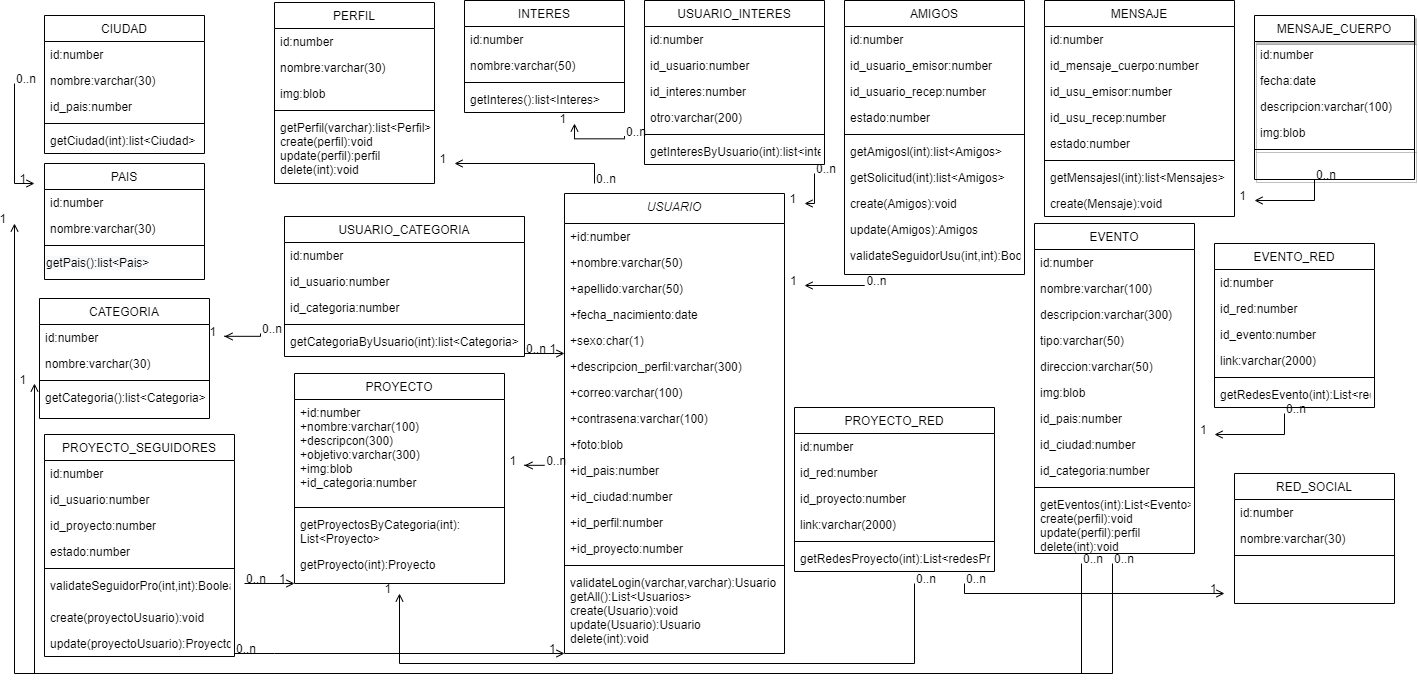 CIUDAD
id:number
nombre:varchar(30)
id_pais:number
getCiudad(int):list<Ciudad>
0..n
1
PAIS
id:number
nombre:varchar(30)
getPais():list<Pais>
1
PERFIL
id:number
nombre:varchar(30)
img:blob
getPerfil(varchar):list<Perfil>
create(perfil):void
update(perfil):perfil
delete(int):void
1
0..n
INTERES
id:number
nombre:varchar(50)
getInteres():list<Interes>
1
0..n
USUARIO_INTERES
id:number
id_usuario:number
id_interes:number
otro:varchar(200)
getInteresByUsuario(int):list<inte
0..n
1
AMIGOS
id:number
id_usuario_emisor:number
id_usuario_recep:number
estado:number
getAmigosI(int):list<Amigos>
getSolicitud(int):list<Amigos>
create(Amigos):void
update(Amigos):Amigos
validateSeguidorUsu(int,int):Boo
1
0..n
MENSAJE
id:number
id_mensaje_cuerpo:number
id_usu_emisor:number
id_usu_recep:number
estado:number
getMensajesI(int):list<Mensajes>
create(Mensaje):void
1
0..n
MENSAJE_CUERPO
id:number
fecha:date
descripcion:varchar(100)
img:blob
CATEGORIA
id:number
nombre:varchar(30)
getCategoria():list<Categoria>
1
0..n
1
USUARIO_CATEGORIA
id:number
id_usuario:number
id_categoria:number
getCategoriaByUsuario(int):list<Categoria>
0..n
1
USUARIO
+id:number
+nombre:varchar(50)
+apellido:varchar(50)
+fecha_nacimiento:date
+sexo:char(1)
+descripcion_perfil:varchar(300)
+correo:varchar(100)
+contrasena:varchar(100)
+foto:blob
+id_pais:number
+id_ciudad:number
+id_perfil:number
+id_proyecto:number
validateLogin(varchar,varchar):Usuario
getAll():List<Usuarios>
create(Usuario):void
update(Usuario):Usuario
delete(int):void
EVENTO
id:number
nombre:varchar(100)
descripcion:varchar(300)
tipo:varchar(50)
direccion:varchar(50)
img:blob
id_pais:number
id_ciudad:number
id_categoria:number
getEventos(int):List<Evento>
create(perfil):void
update(perfil):perfil
delete(int):void
0..n
0..n
EVENTO_RED
id:number
id_red:number
id_evento:number
link:varchar(2000)
getRedesEvento(int):List<re
0..n
1
PROYECTO
+id:number
+nombre:varchar(100)
+descripcon(300)
+objetivo:varchar(300)
+img:blob
+id_categoria:number
getProyectosByCategoria(int):
List<Proyecto>
getProyecto(int):Proyecto
1
0..n
1
PROYECTO_RED
id:number
id_red:number
id_proyecto:number
link:varchar(2000)
getRedesProyecto(int):List<redesPr
0..n
0..n
1
RED_SOCIAL
id:number
nombre:varchar(30)
PROYECTO_SEGUIDORES
id:number
id_usuario:number
id_proyecto:number
estado:number
validateSeguidorPro(int,int):Boolea
create(proyectoUsuario):void
update(proyectoUsuario):Proyecto
0..n
1
0..n
1